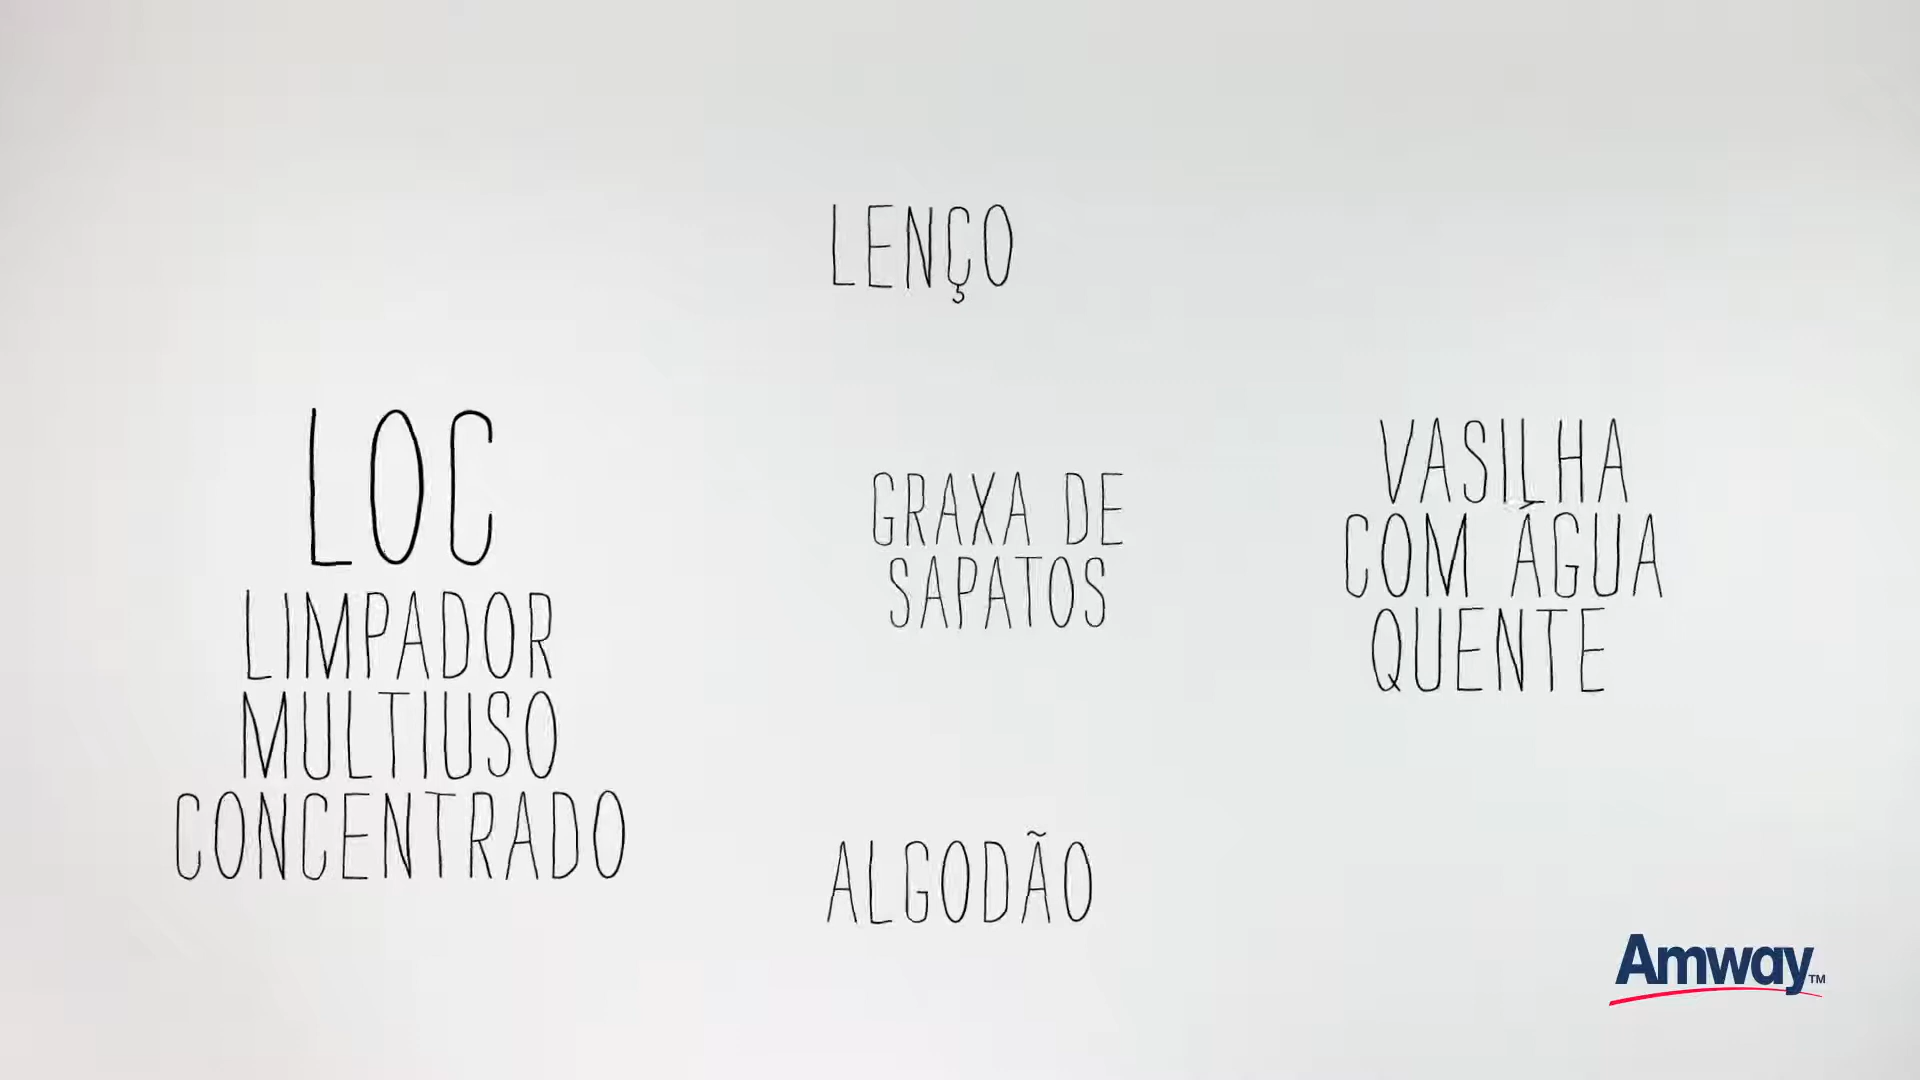 LENÇO
LOC
LIMPADOR
MULTIUSO
CONCENTRADO
GRAXA DE
SAPATOS
VASILHA
COM ÁGUA
QUENTE
ALGODÃO
Amway™